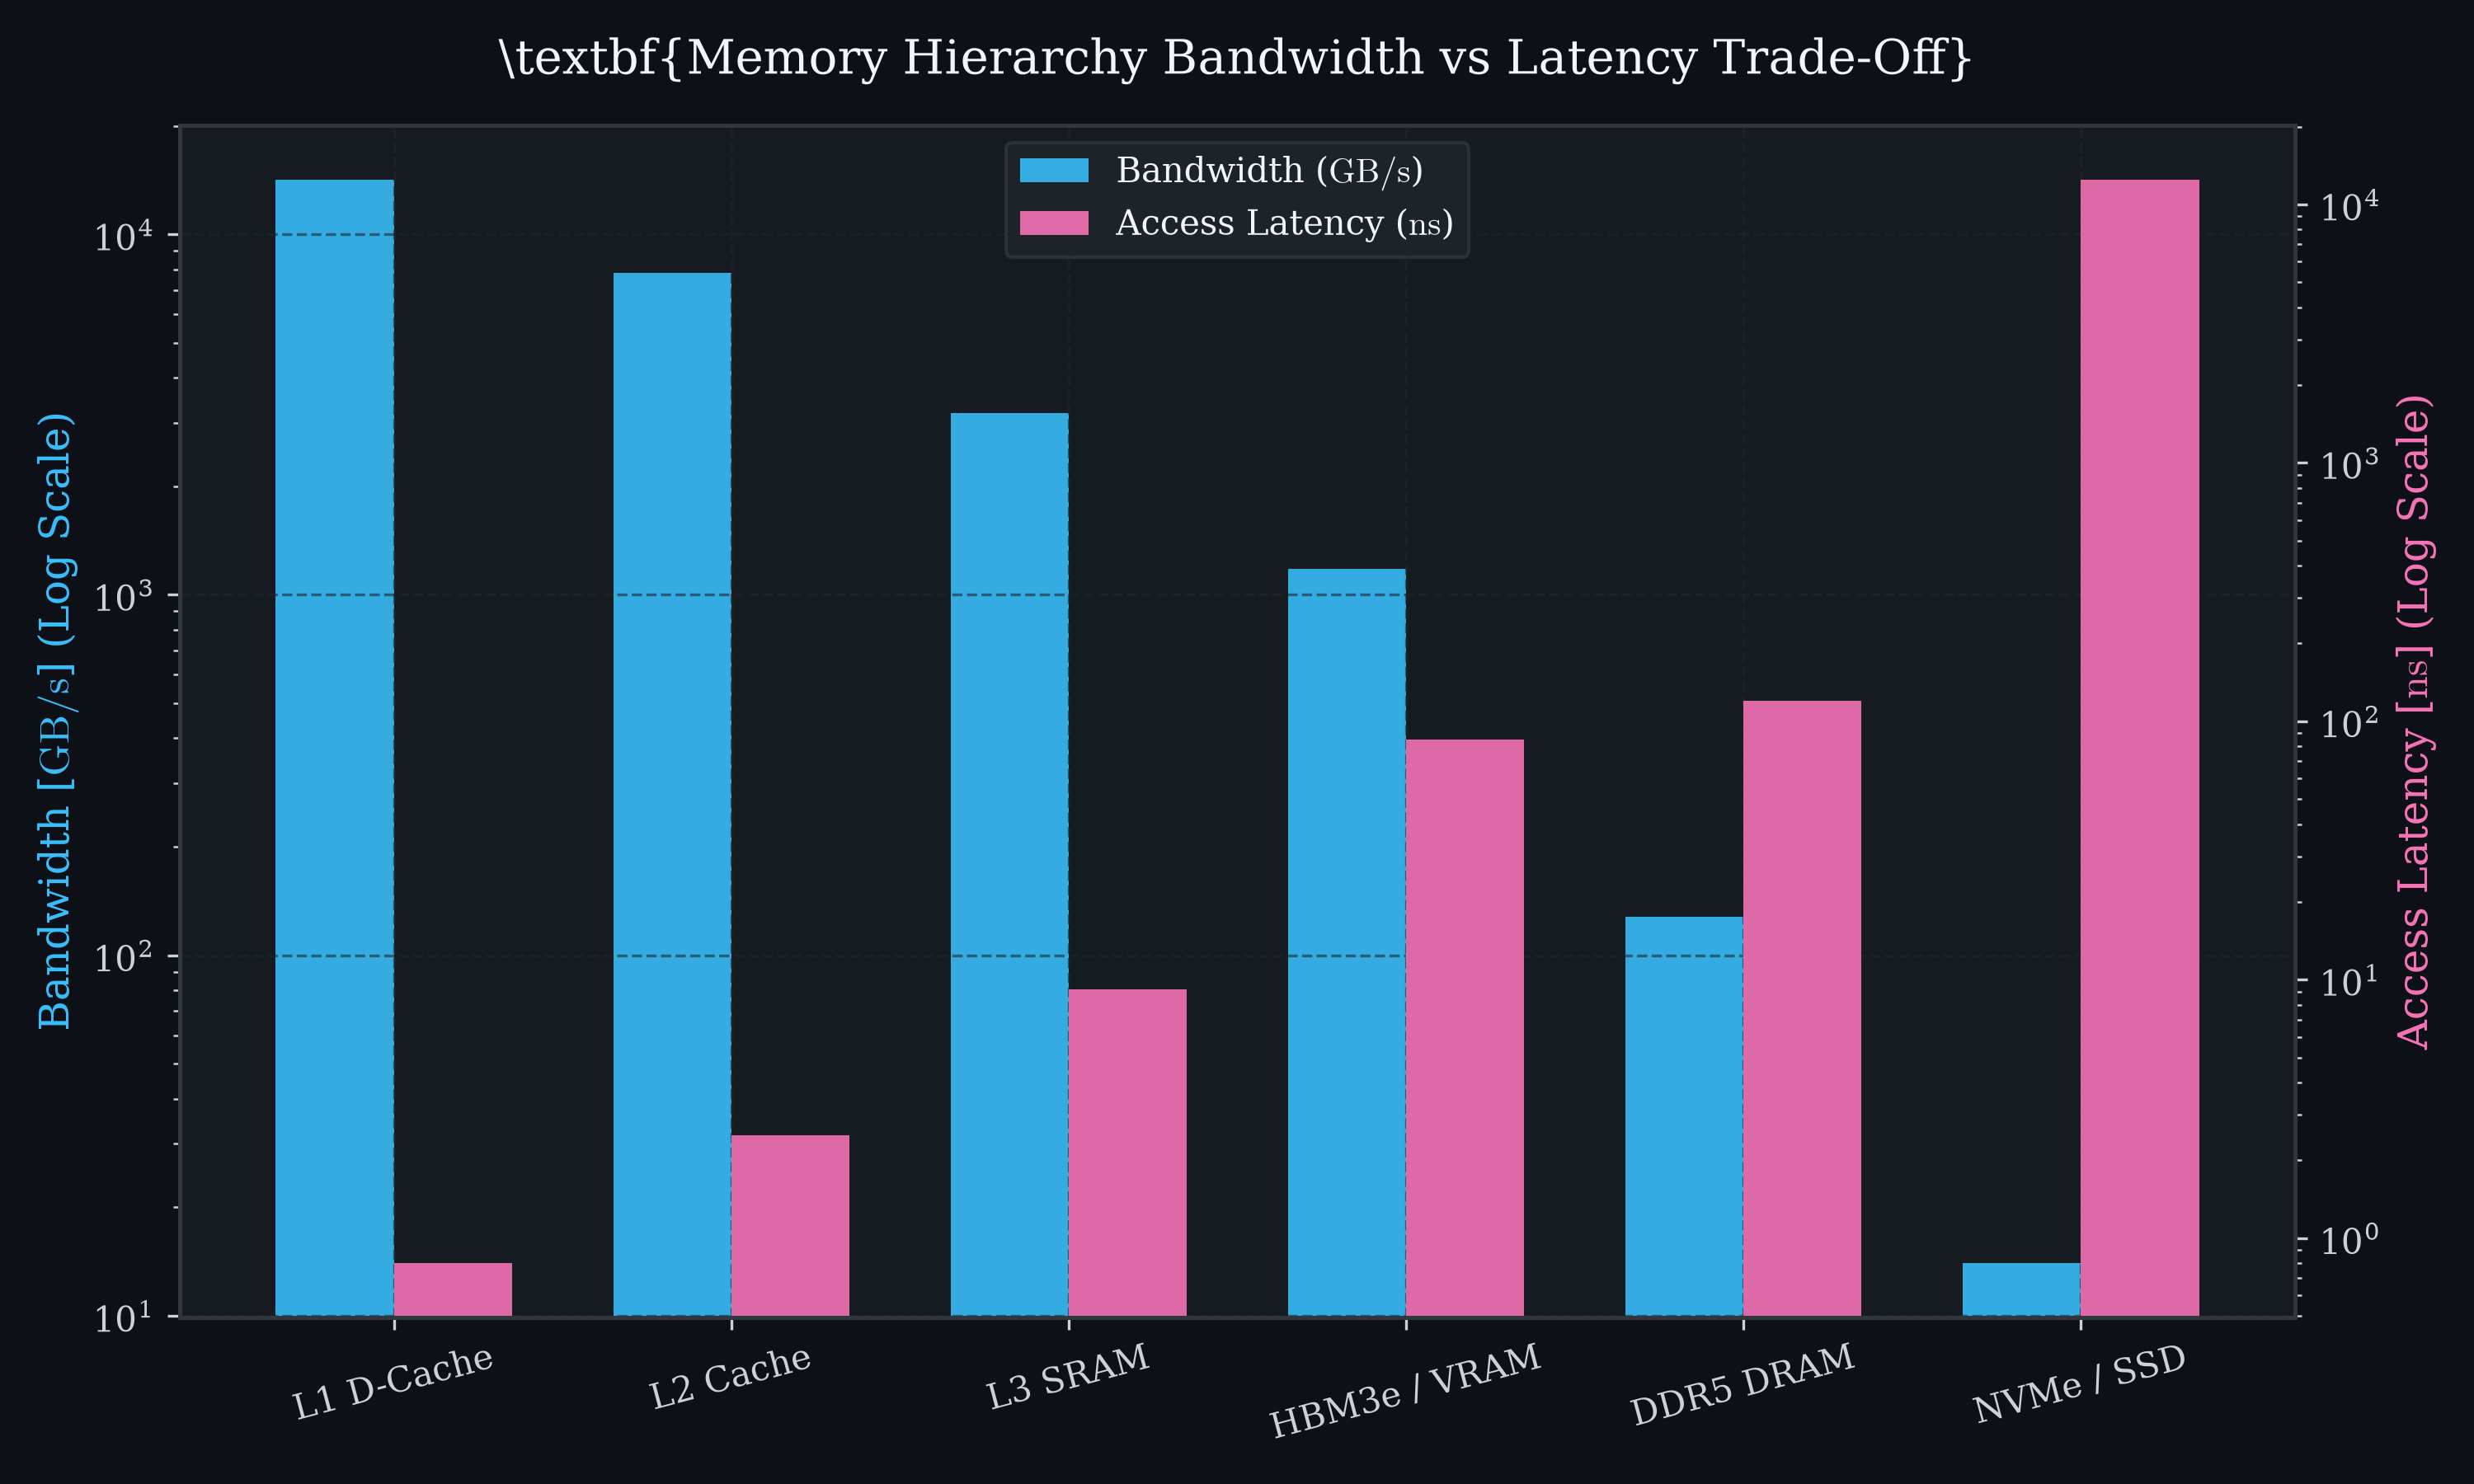 \textbf{Memory Hierarchy Bandwidth vs Latency Trade-Off}
Bandwidth (GB/s)
Access Latency (ns)
Bandwidth [GB/s] (Log Scale)
10⁴
10³
10²
10¹
10⁴
10³
10²
10¹
10⁰
Access Latency [ns] (Log Scale)
L1 D-Cache
L2 Cache
L3 SRAM
HBM3e / VRAM
DDR5 DRAM
NVMe / SSD